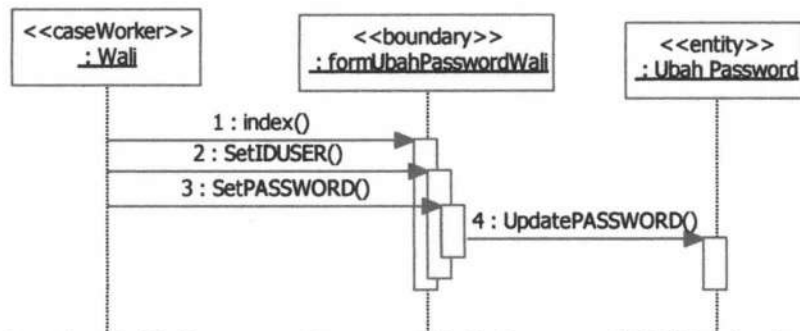 <<caseWorker>>
: Wali
<<boundary>>
: formUbahPasswordWali
<<entity>>
: Ubah Password
1 : index()
2 : SetIDUSER()
3 : SetPASSWORD()
4 : UpdatePASSWORD()